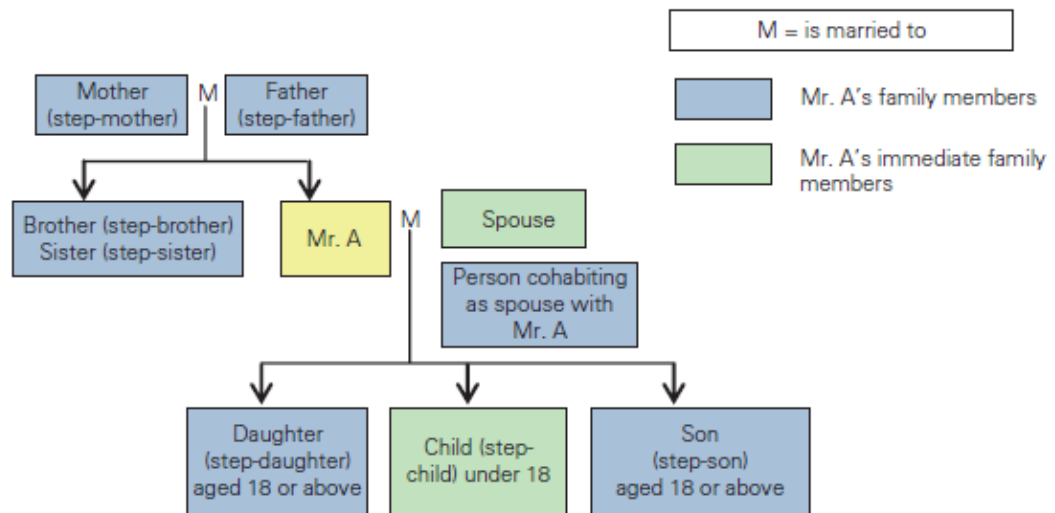 M = is married to
Mr. A's family members
Mr. A's immediate family
members
Mother
(step-mother)
M
Father
(step-father)
Brother (step-brother)
Sister (step-sister)
Mr. A
M
Spouse
Person cohabiting
as spouse with
Mr. A
Daughter
(step-daughter)
aged 18 or above
Child (step-
child) under 18
Son
(step-son)
aged 18 or above